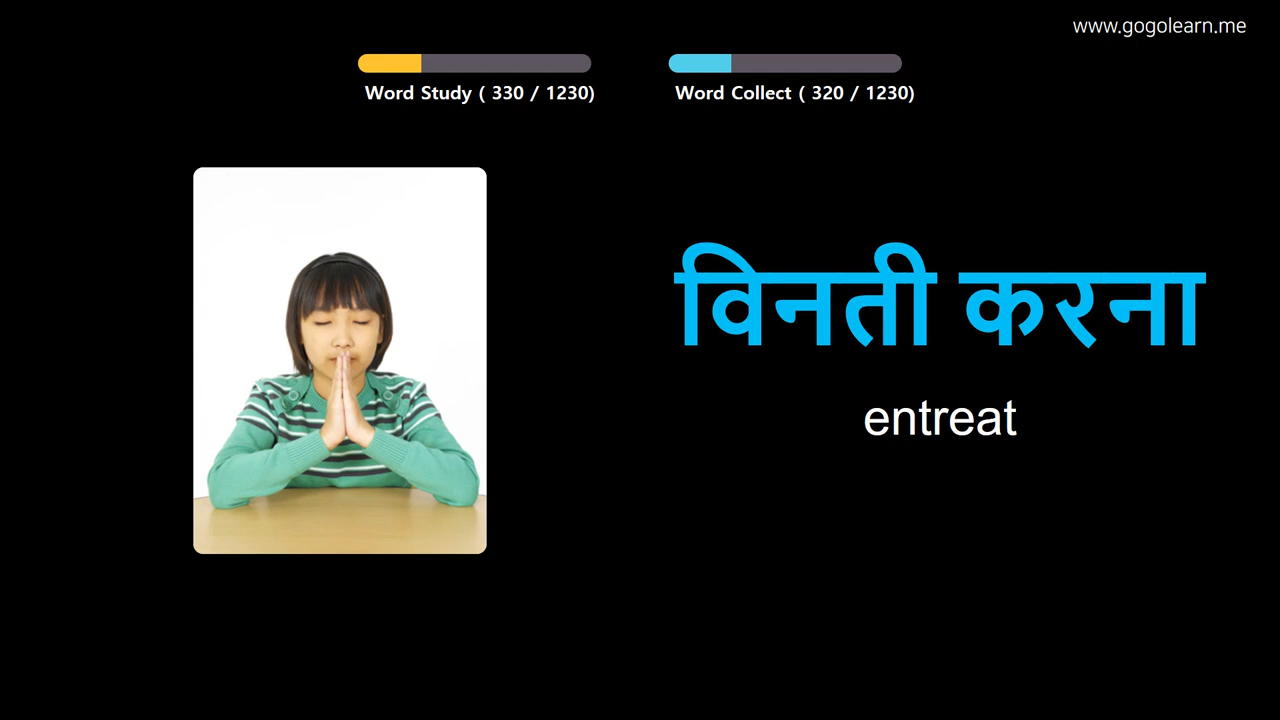 www.gogolearn.me
Word Study ( 330 / 1230)
Word Collect ( 320 / 1230)
विनती करना
entreat